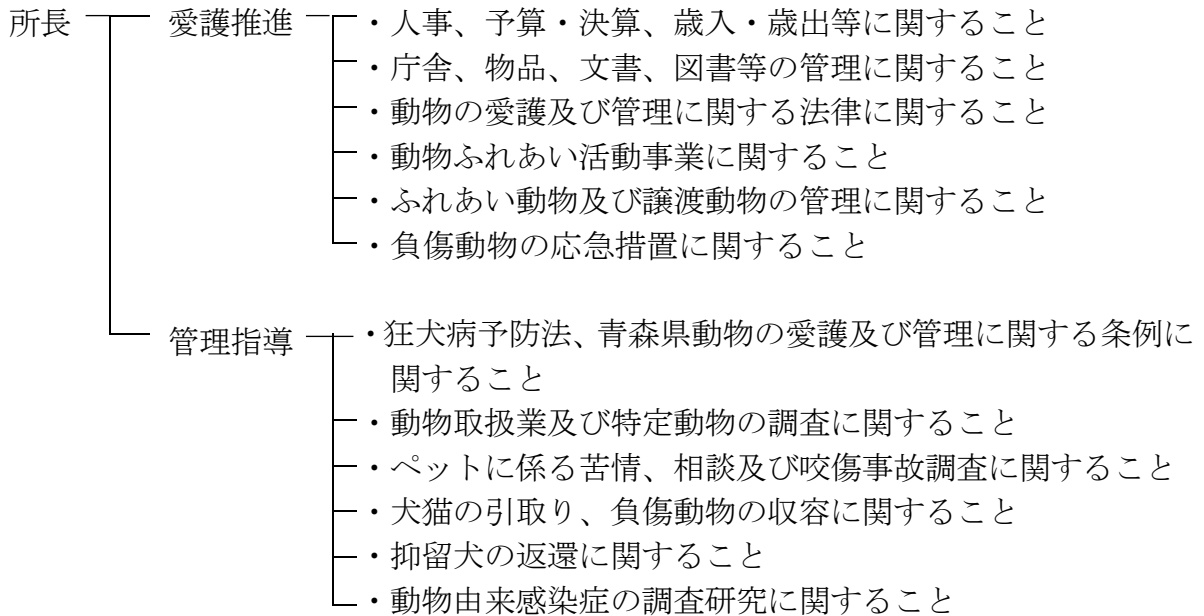 所長 愛護推進 ・人事、予算・決算、歳入・歳出等に関すること
・庁舎、物品、文書、図書等の管理に関すること
・動物の愛護及び管理に関する法律に関すること
・動物ふれあい活動事業に関すること
・ふれあい動物及び譲渡動物の管理に関すること
・負傷動物の応急措置に関すること
管理指導 ・狂犬病予防法、青森県動物の愛護及び管理に関する条例に
関すること
・動物取扱業及び特定動物の調査に関すること
・ペットに係る苦情、相談及び咬傷事故調査に関すること
・犬猫の引取り、負傷動物の収容に関すること
・抑留犬の返還に関すること
・動物由来感染症の調査研究に関すること